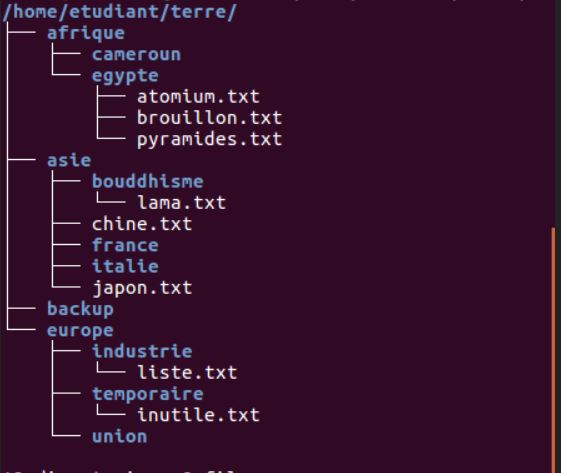 /home/etudiant/terre/
├── afrique
│   ├── cameroun
│   └── egypte
│       ├── atomium.txt
│       ├── brouillon.txt
│       └── pyramides.txt
├── asie
│   ├── bouddhisme
│   │   └── lama.txt
│   ├── chine.txt
│   ├── france
│   ├── italie
│   └── japon.txt
├── backup
└── europe
    ├── industrie
    │   └── liste.txt
    ├── temporaire
    │   └── inutile.txt
    └── union